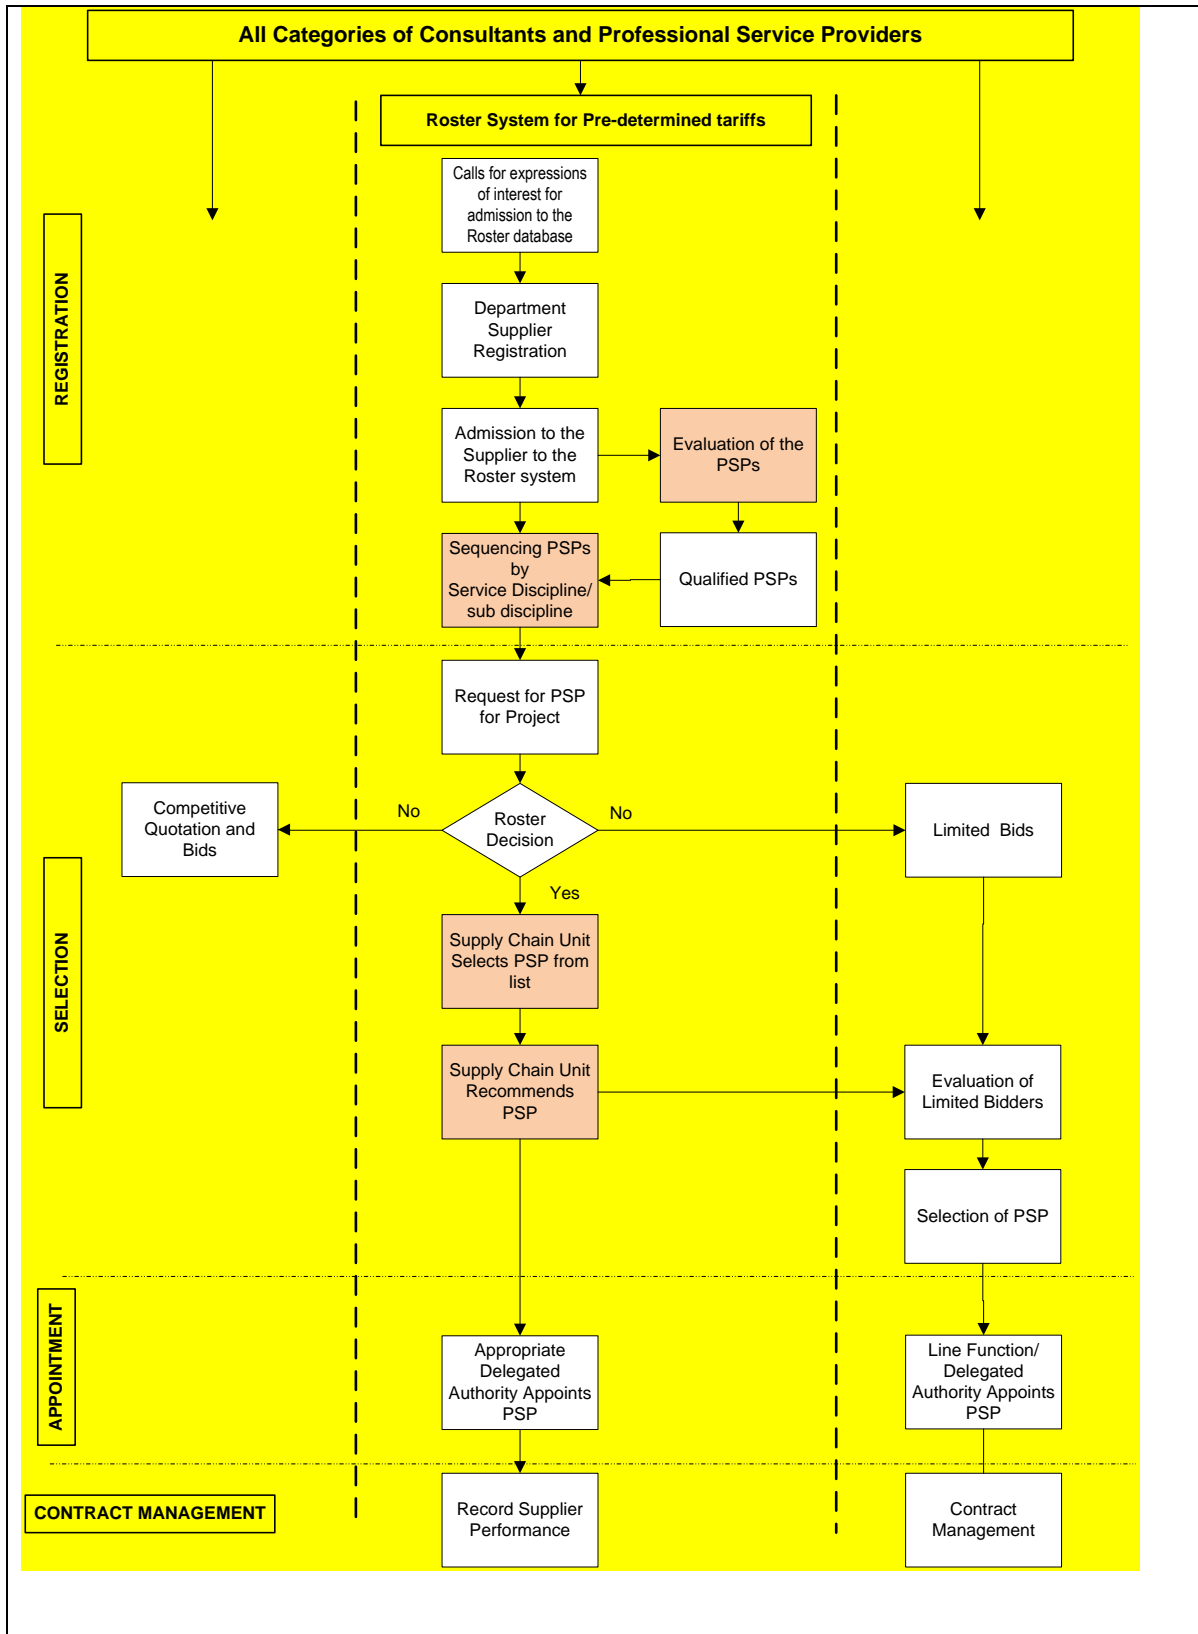 All Categories of Consultants and Professional Service Providers
Roster System for Pre-determined tariffs
Calls for expressions
of interest for
admission to the
Roster database
REGISTRATION
Department
Supplier
Registration
Admission to the
Supplier to the
Roster system
Evaluation of the
PSPs
Sequencing PSPs
by
Service Discipline/
sub discipline
Qualified PSPs
Request for PSP
for Project
Competitive
Quotation and
Bids
No
Roster
Decision
No
Limited Bids
Yes
SELECTION
Supply Chain Unit
Selects PSP from
list
Supply Chain Unit
Recommends
PSP
Evaluation of
Limited Bidders
Selection of PSP
APPOINTMENT
Appropriate
Delegated
Authority Appoints
PSP
Line Function/
Delegated
Authority Appoints
PSP
CONTRACT MANAGEMENT
Record Supplier
Performance
Contract
Management